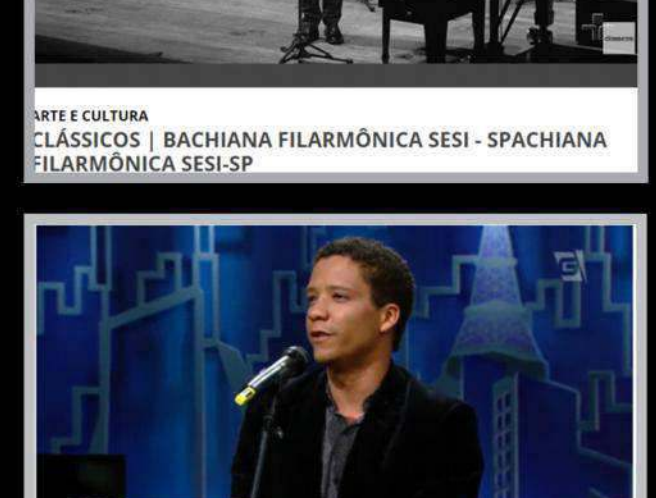 ARTE E CULTURA
CLÁSSICOS | BACHIANA FILARMÔNICA SESI - SPACHIANA
FILARMÔNICA SESI-SP